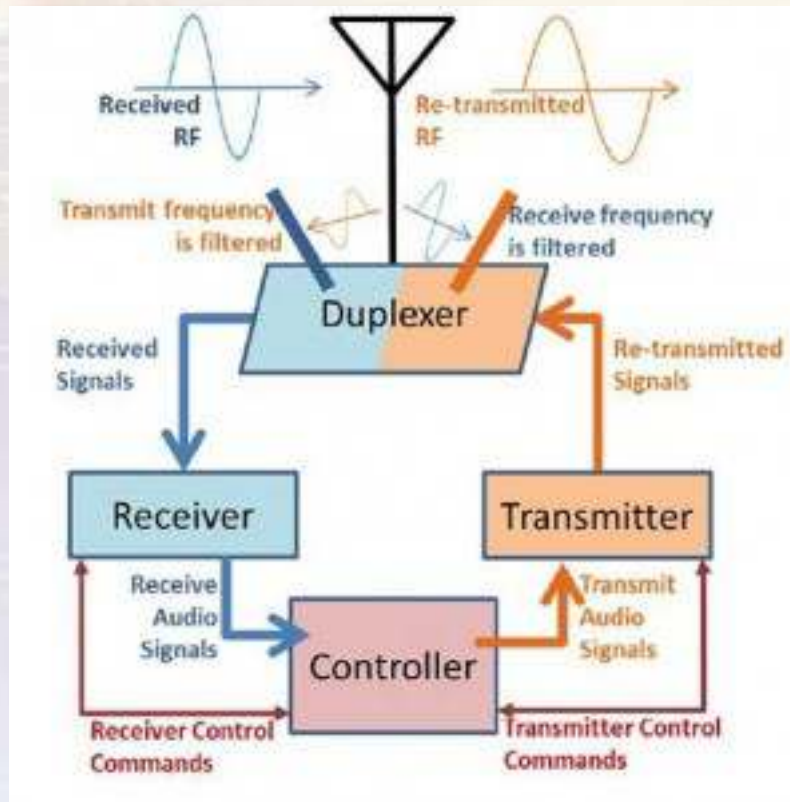 Received
RF
Re-transmitted
RF
Transmit frequency
is filtered
Receive frequency
is filtered
Duplexer
Received
Signals
Re-transmitted
Signals
Receiver
Transmitter
Receive
Audio
Signals
Transmit
Audio
Signals
Controller
Receiver Control
Commands
Transmitter Control
Commands